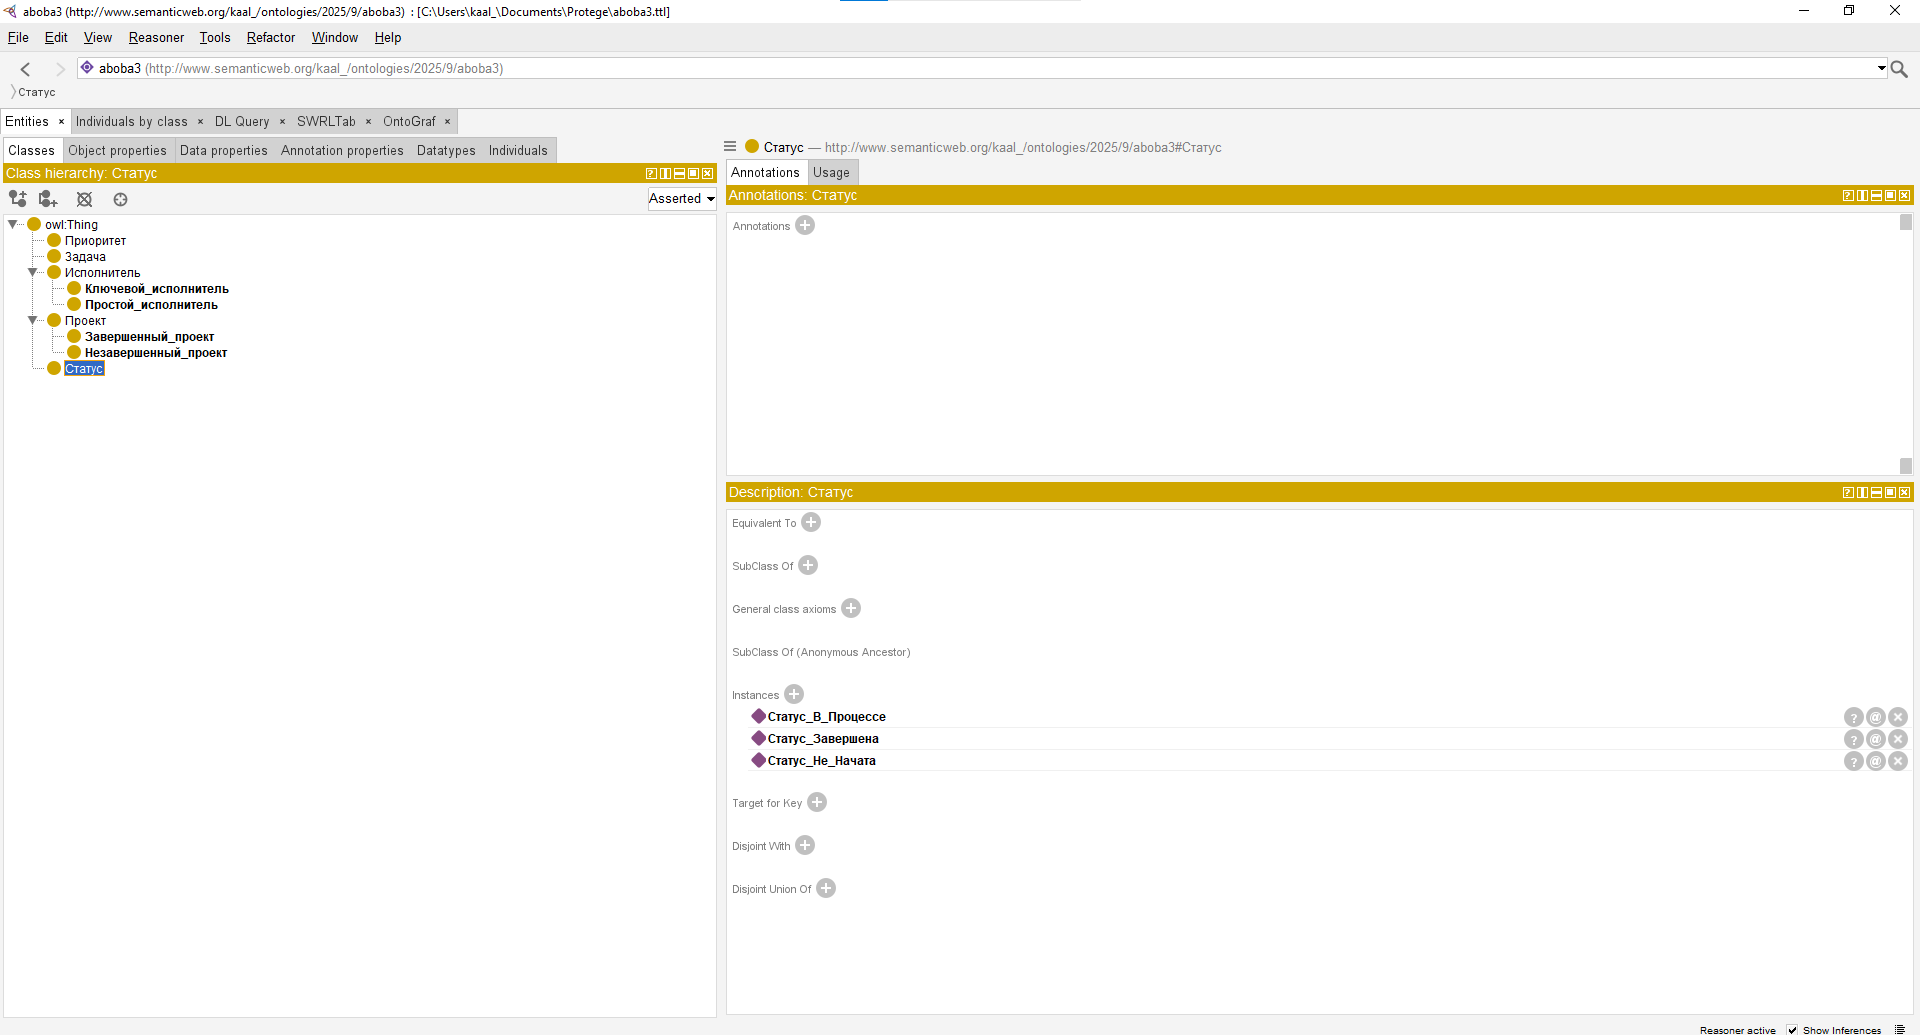 aboba3 (http://www.semanticweb.org/kaal_/ontologies/2025/9/aboba3) : [C:\Users\kaal_\Documents\Protege\aboba3.ttl]
File Edit View Reasoner Tools Refactor Window Help
aboba3 (http://www.semanticweb.org/kaal_/ontologies/2025/9/aboba3)
Статус
Entities × Individuals by class × DL Query × SWRLTab × OntoGraf ×
Classes Object properties Data properties Annotation properties Datatypes Individuals
Class hierarchy: Статус
Asserted
owl:Thing
Приоритет
Задача
Исполнитель
Ключевой_исполнитель
Простой_исполнитель
Проект
Завершенный_проект
Незавершенный_проект
Статус
Статус — http://www.semanticweb.org/kaal_/ontologies/2025/9/aboba3#Статус
Annotations Usage
Annotations: Статус
Annotations
Description: Статус
Equivalent To
SubClass Of
General class axioms
SubClass Of (Anonymous Ancestor)
Instances
Статус_В_Процессе
Статус_Завершена
Статус_Не_Начата
Target for Key
Disjoint With
Disjoint Union Of
Reasoner active Show Inferences